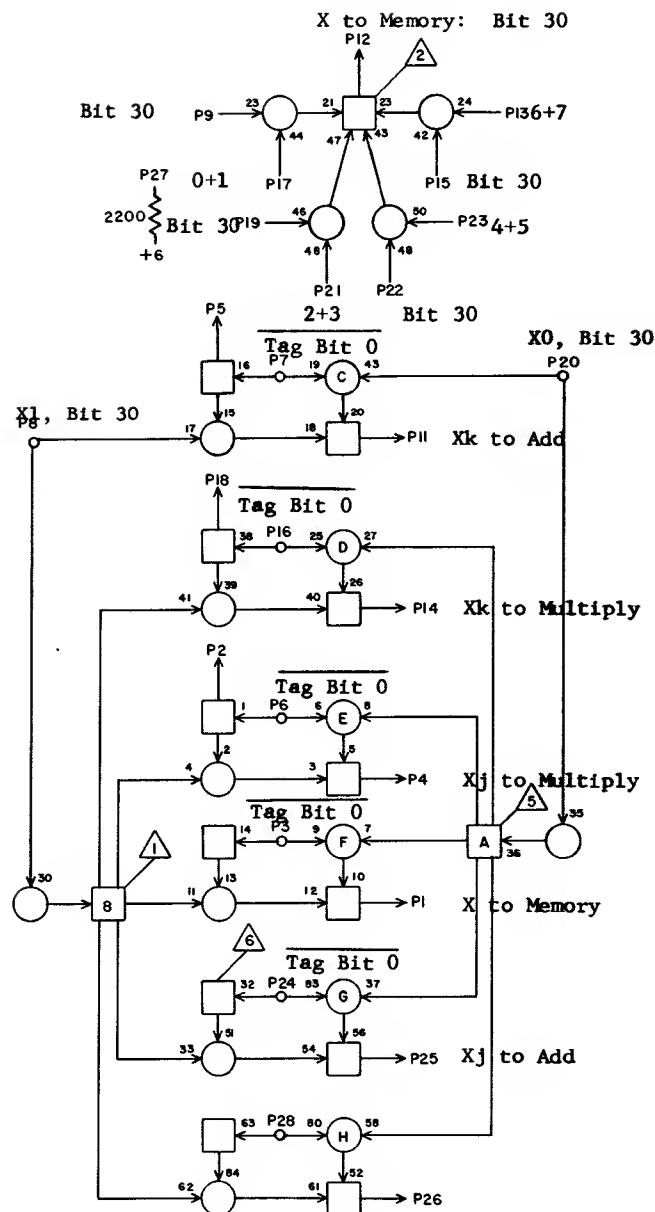 X to Memory: Bit 30
P12
2
Bit 30 P9 23 21 23 24 P13 6+7
44 47 43 42
P27 0+1 P17 P15 Bit 30
2200 Bit 30 P19 46 50 P23 4+5
+6 48 48
P21 P22
2+3 Bit 30
P5 Tag Bit 0 X0, Bit 30
P7 P20
16 19 C 43
X1, Bit 30 15 20
P8 17 18 P11 Xk to Add
P18 Tag Bit 0
P16
38 25 D 27
39 26
41 40 P14 Xk to Multiply
P2 Tag Bit 0
P6
1 6 E 8
2 5
4 3 P4 Xj to Multiply
Tag Bit 0 5
P3 35
1 14 9 F 7 A 36
30 13 10
8 11 12 P1 X to Memory
6 Tag Bit 0
P24
32 53 G 37
51 56
33 54 P25 Xj to Add
P28
63 60 H 58
64 52
62 61 P26